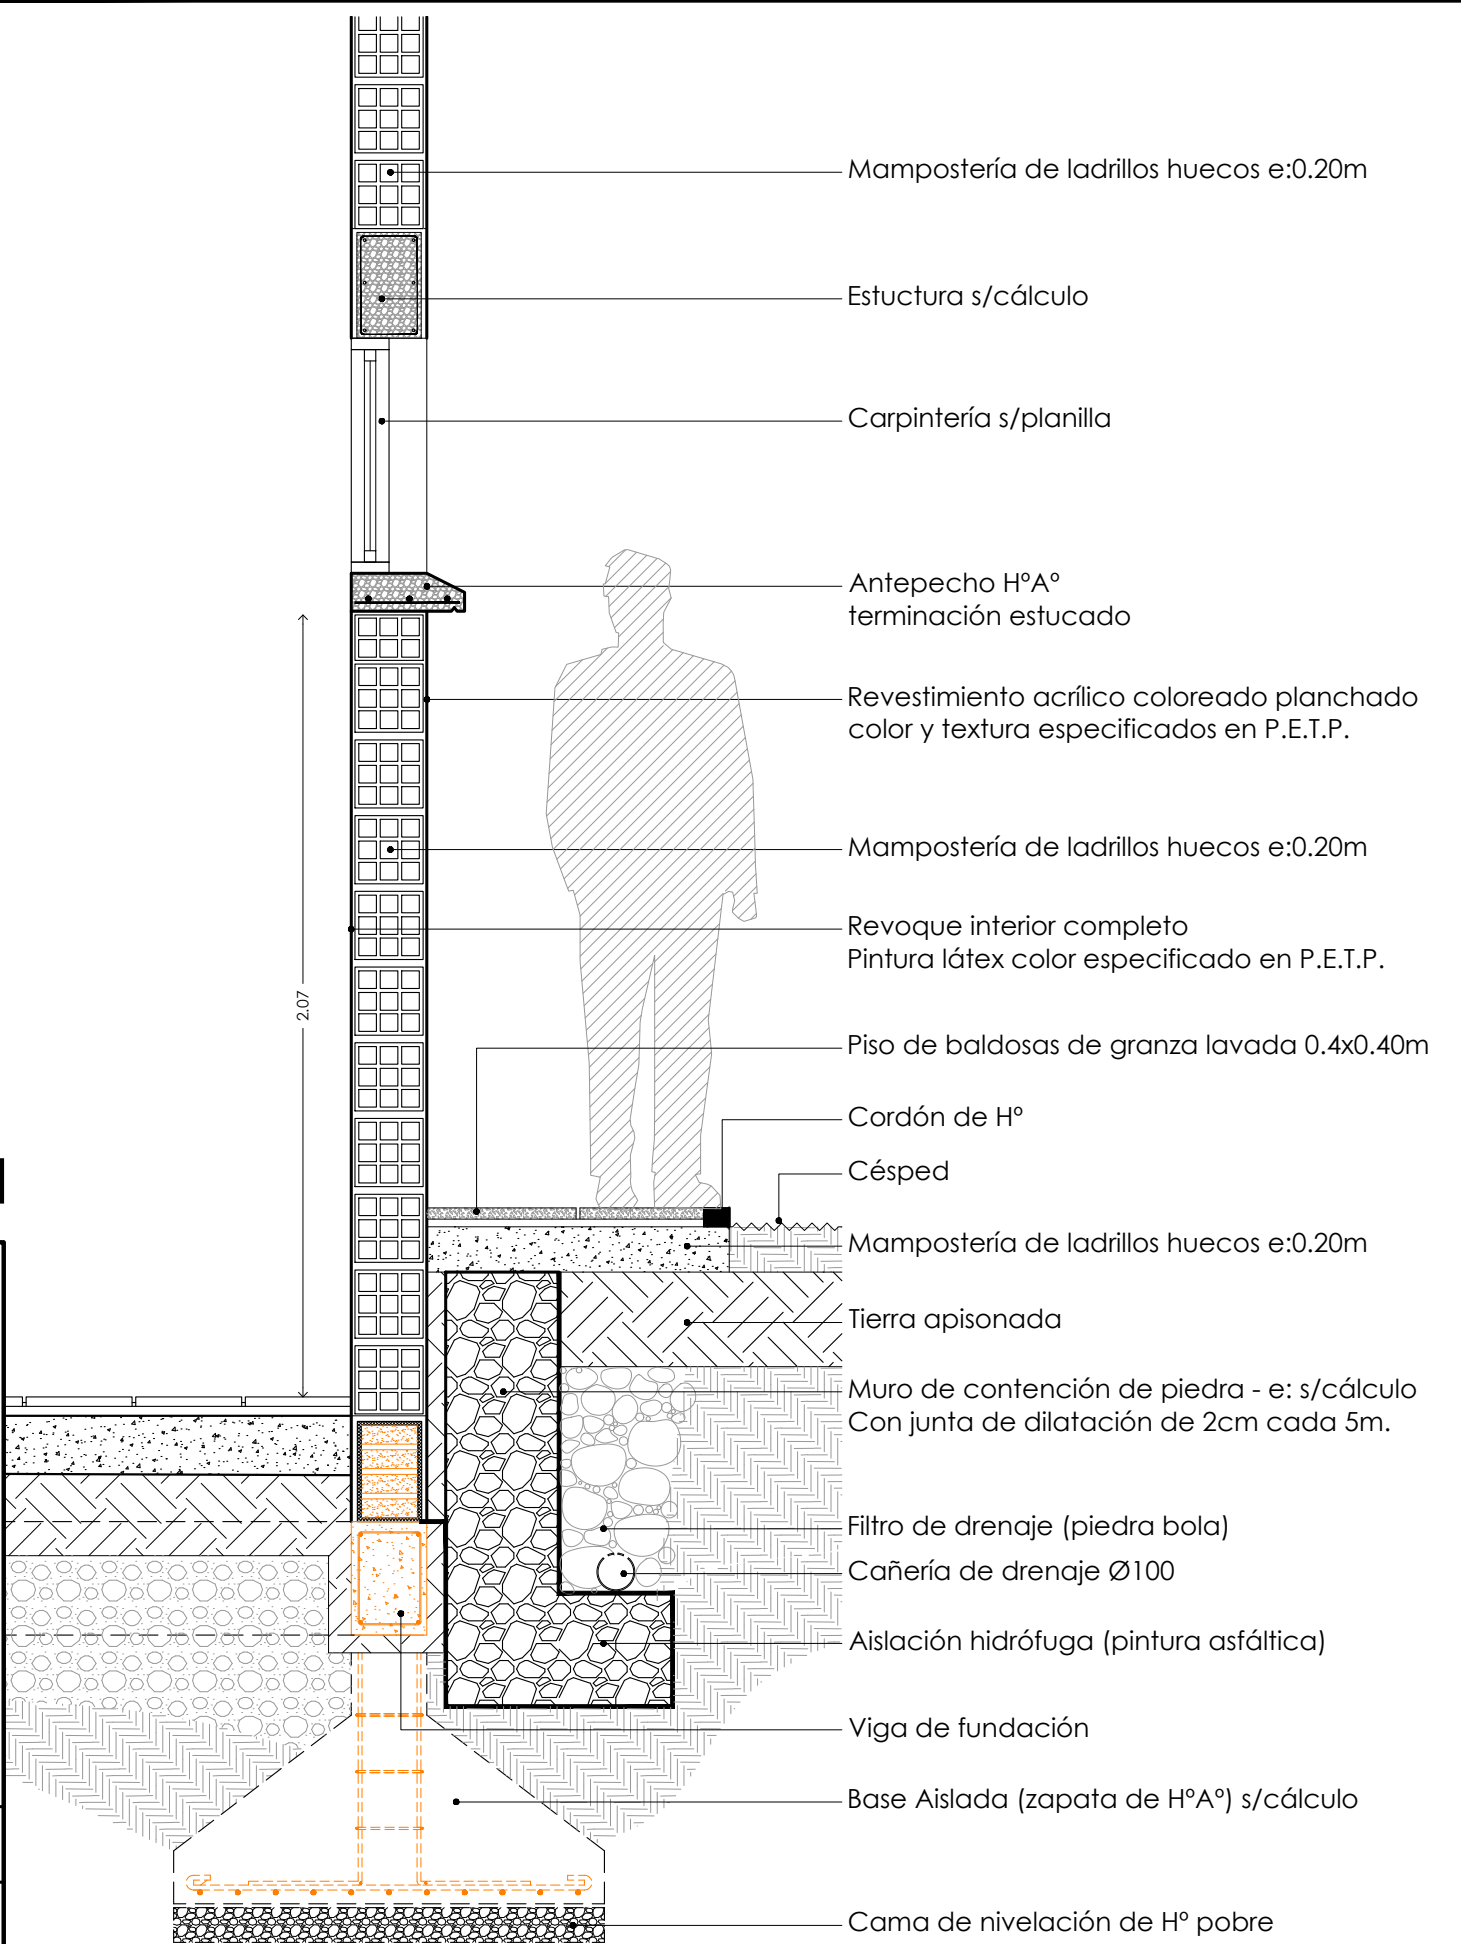 Mampostería de ladrillos huecos e:0.20m
Estuctura s/cálculo
Carpintería s/planilla
Antepecho HºAº
terminación estucado
Revestimiento acrílico coloreado planchado
color y textura especificados en P.E.T.P.
Mampostería de ladrillos huecos e:0.20m
Revoque interior completo
Pintura látex color especificado en P.E.T.P.
2.07
Piso de baldosas de granza lavada 0.4x0.40m
Cordón de Hº
Césped
Mampostería de ladrillos huecos e:0.20m
Tierra apisonada
Muro de contención de piedra - e: s/cálculo
Con junta de dilatación de 2cm cada 5m.
Filtro de drenaje (piedra bola)
Cañería de drenaje Ø100
Aislación hidrófuga (pintura asfáltica)
Viga de fundación
Base Aislada (zapata de HºAº) s/cálculo
Cama de nivelación de Hº pobre